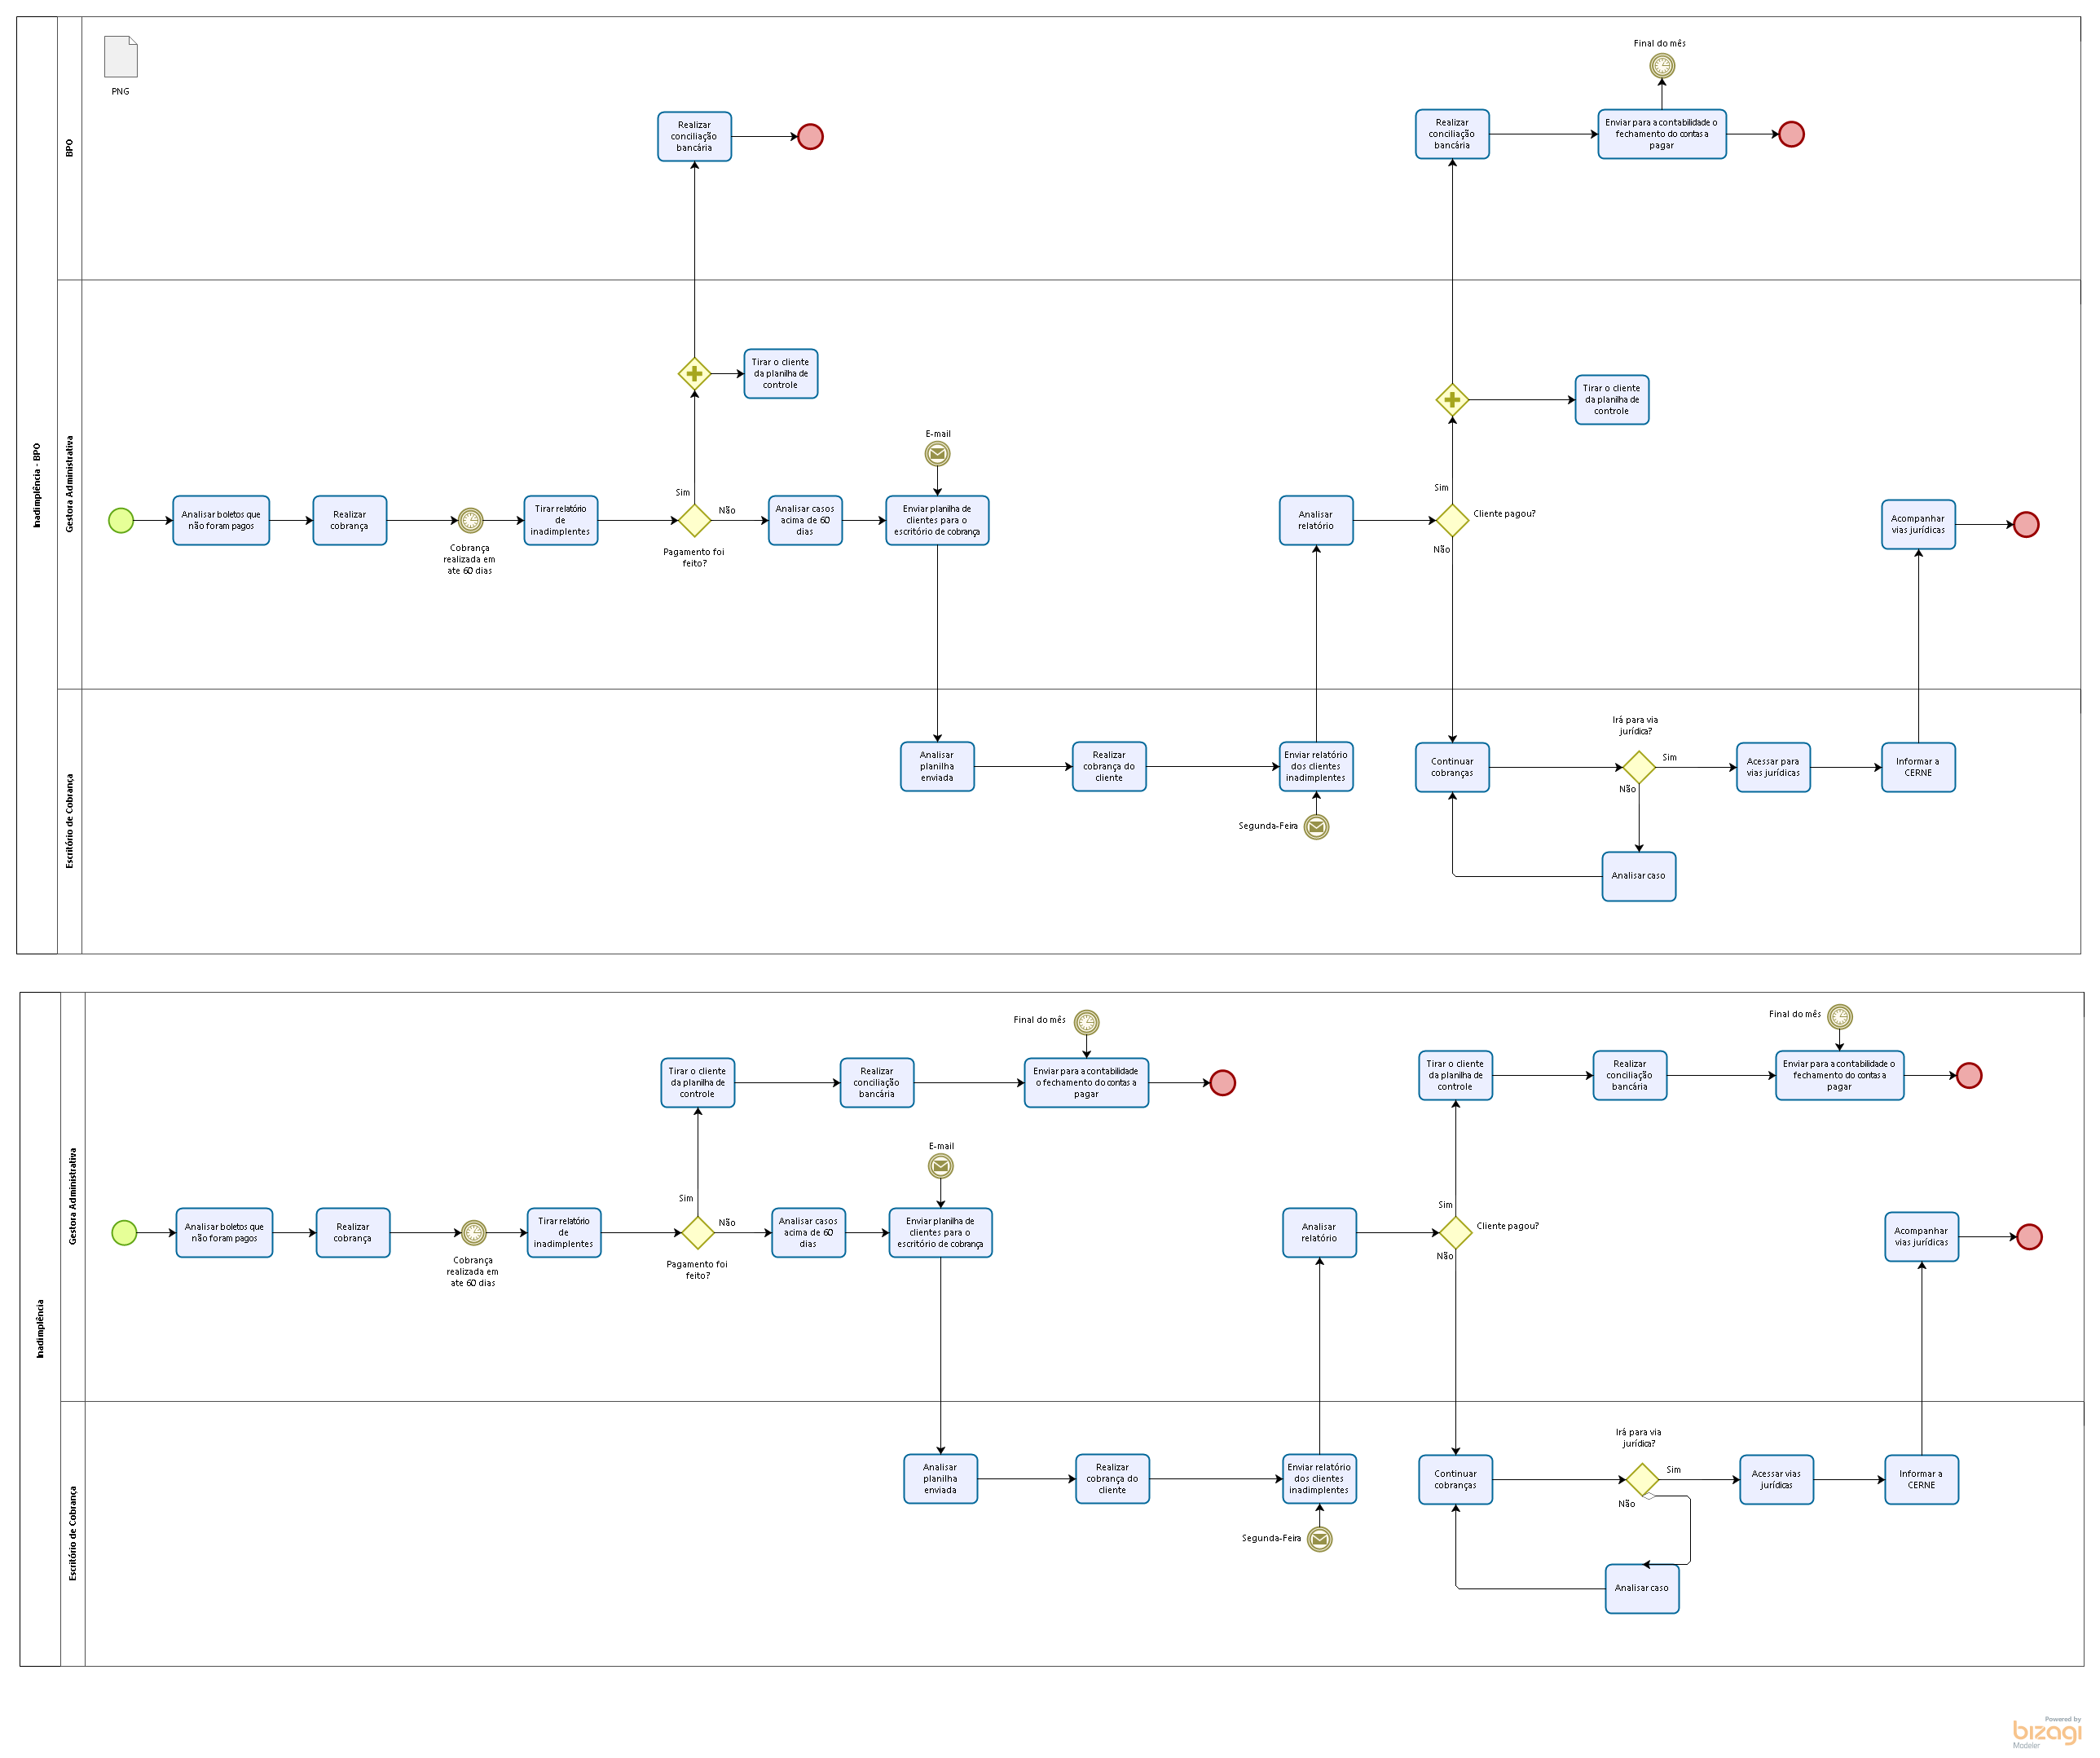 Inadimplência - BPO
BPO
PNG
Realizar
conciliação
bancária
Final do mês
Realizar
conciliação
bancária
Enviar para a contabilidade o
fechamento do contas a
pagar
Gestora Administrativa
Tirar o cliente
da planilha de
controle
Tirar o cliente
da planilha de
controle
E-mail
Sim
Sim
Analisar boletos que
não foram pagos
Realizar
cobrança
Cobrança
realizada em
ate 60 dias
Tirar relatório
de
inadimplentes
Pagamento foi
feito?
Não
Analisar casos
acima de 60
dias
Enviar planilha de
clientes para o
escritório de cobrança
Analisar
relatório
Cliente pagou?
Não
Acompanhar
vias jurídicas
Escritório de Cobrança
Analisar
planilha
enviada
Realizar
cobrança do
cliente
Enviar relatório
dos clientes
inadimplentes
Segunda-Feira
Continuar
cobranças
Irá para via
jurídica?
Sim
Não
Acessar para
vias jurídicas
Informar a
CERNE
Analisar caso
Inadimplência
Gestora Administrativa
Final do mês
Final do mês
Tirar o cliente
da planilha de
controle
Realizar
conciliação
bancária
Enviar para a contabilidade
o fechamento do contas a
pagar
Tirar o cliente
da planilha de
controle
Realizar
conciliação
bancária
Enviar para a contabilidade o
fechamento do contas a
pagar
E-mail
Sim
Sim
Analisar boletos que
não foram pagos
Realizar
cobrança
Cobrança
realizada em
ate 60 dias
Tirar relatório
de
inadimplentes
Pagamento foi
feito?
Não
Analisar casos
acima de 60
dias
Enviar planilha de
clientes para o
escritório de cobrança
Analisar
relatório
Cliente pagou?
Não
Acompanhar
vias jurídicas
Escritório de Cobrança
Analisar
planilha
enviada
Realizar
cobrança do
cliente
Enviar relatório
dos clientes
inadimplentes
Segunda-Feira
Continuar
cobranças
Irá para via
jurídica?
Sim
Não
Acessar vias
jurídicas
Informar a
CERNE
Analisar caso
Powered by
bizagi
Modeler